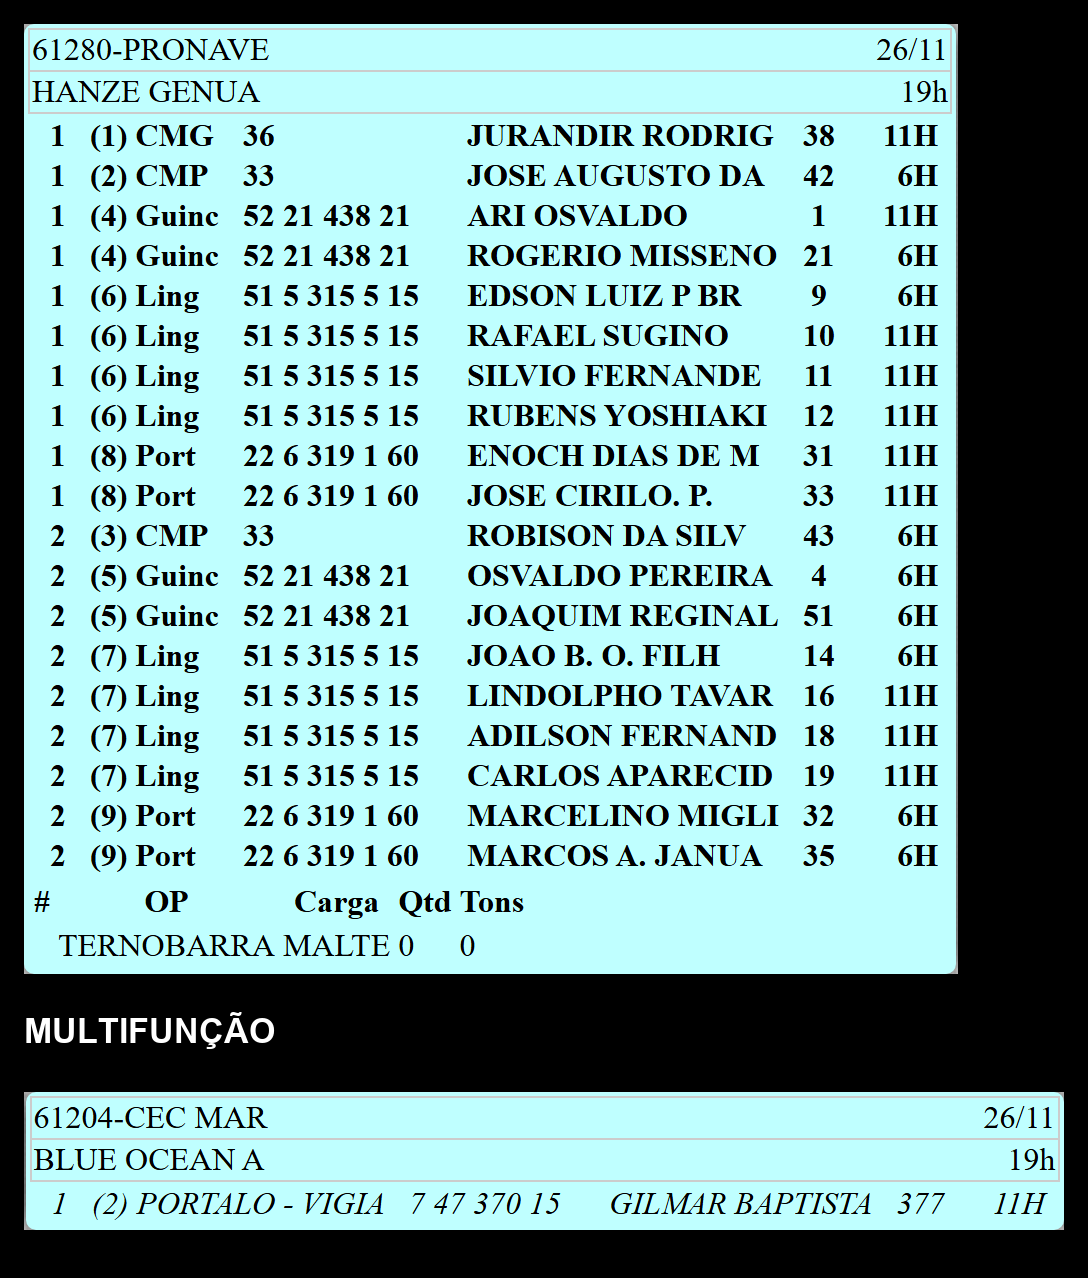 61280-PRONAVE 26/11
HANZE GENUA 19h
1 (1) CMG 36 JURANDIR RODRIG 38 11H
1 (2) CMP 33 JOSE AUGUSTO DA 42 6H
1 (4) Guinc 52 21 438 21 ARI OSVALDO 1 11H
1 (4) Guinc 52 21 438 21 ROGERIO MISSENO 21 6H
1 (6) Ling 51 5 315 5 15 EDSON LUIZ P BR 9 6H
1 (6) Ling 51 5 315 5 15 RAFAEL SUGINO 10 11H
1 (6) Ling 51 5 315 5 15 SILVIO FERNANDE 11 11H
1 (6) Ling 51 5 315 5 15 RUBENS YOSHIAKI 12 11H
1 (8) Port 22 6 319 1 60 ENOCH DIAS DE M 31 11H
1 (8) Port 22 6 319 1 60 JOSE CIRILO. P. 33 11H
2 (3) CMP 33 ROBISON DA SILV 43 6H
2 (5) Guinc 52 21 438 21 OSVALDO PEREIRA 4 6H
2 (5) Guinc 52 21 438 21 JOAQUIM REGINAL 51 6H
2 (7) Ling 51 5 315 5 15 JOAO B. O. FILH 14 6H
2 (7) Ling 51 5 315 5 15 LINDOLPHO TAVAR 16 11H
2 (7) Ling 51 5 315 5 15 ADILSON FERNAND 18 11H
2 (7) Ling 51 5 315 5 15 CARLOS APARECID 19 11H
2 (9) Port 22 6 319 1 60 MARCELINO MIGLI 32 6H
2 (9) Port 22 6 319 1 60 MARCOS A. JANUA 35 6H
# OP Carga Qtd Tons
TERNOBARRA MALTE 0 0
MULTIFUNÇÃO
61204-CEC MAR 26/11
BLUE OCEAN A 19h
1 (2) PORTALO - VIGIA 7 47 370 15 GILMAR BAPTISTA 377 11H